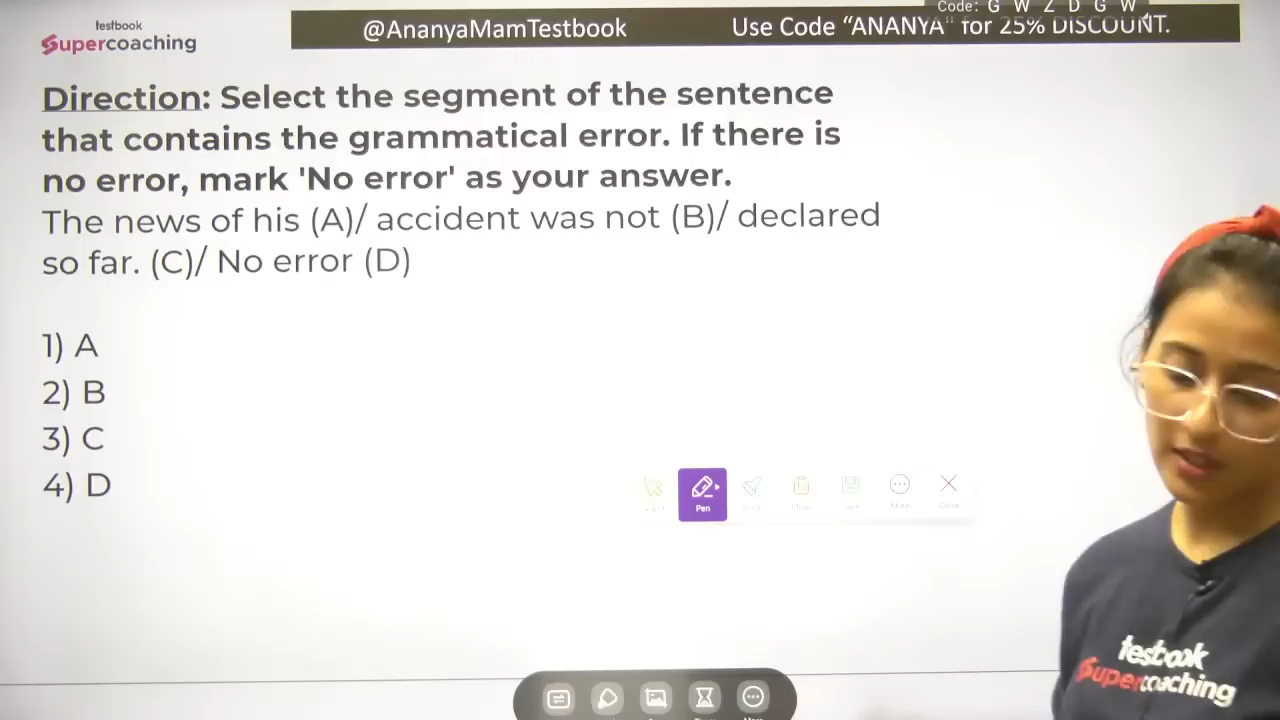 Code: G W Z D G W
testbook
Supercoaching
@AnanyaMamTestbook
Use Code “ANANYA" for 25% DISCOUNT.
Direction: Select the segment of the sentence
that contains the grammatical error. If there is
no error, mark 'No error' as your answer.
The news of his (A)/ accident was not (B)/ declared
so far. (C)/ No error (D)
1) A
2) B
3) C
4) D
Pen
Close
testbook
Supercoaching